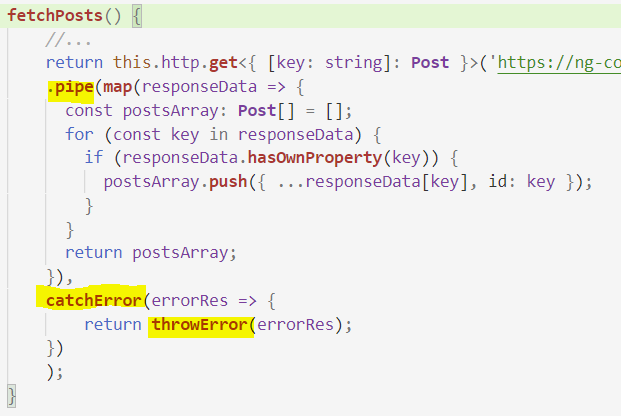 fetchPosts() {
//...
return this.http.get<{ [key: string]: Post }>('https://ng-co
.pipe(map(responseData => {
const postsArray: Post[] = [];
for (const key in responseData) {
if (responseData.hasOwnProperty(key)) {
postsArray.push({ ...responseData[key], id: key });
}
}
return postsArray;
}),
catchError(errorRes => {
return throwError(errorRes);
})
);
}